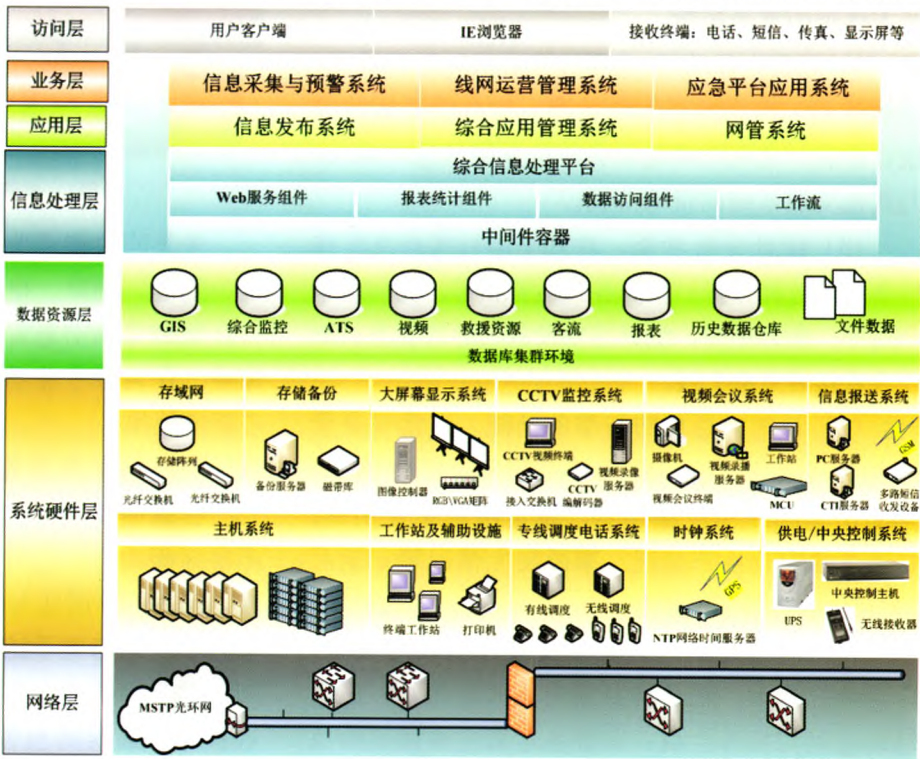 访问层
用户客户端
IE浏览器
接收终端：电话、短信、传真、显示屏等
业务层
信息采集与预警系统
线网运营管理系统
应急平台应用系统
应用层
信息发布系统
综合应用管理系统
网管系统
信息处理层
综合信息处理平台
Web服务组件
报表统计组件
数据访问组件
工作流
中间件容器
数据资源层
GIS
综合监控
ATS
视频
救援资源
客流
报表
历史数据仓库
文件数据
数据库集群环境
系统硬件层
存域网
存储备份
大屏幕显示系统
CCTV监控系统
视频会议系统
信息报送系统
存储阵列
光纤交换机
光纤交换机
备份服务器
磁带库
图像控制器
RGB\VGA矩阵
CCTV视频终端
接入交换机
CCTV
编解码器
视频录像
服务器
摄像机
视频会议终端
视频录播
服务器
工作站
MCU
PC服务器
GSM
CTI服务器
多路短信
收发设备
主机系统
工作站及辅助设施
专线调度电话系统
时钟系统
供电/中央控制系统
终端工作站
打印机
有线调度
无线调度
GPS
NTP网络时间服务器
UPS
中央控制主机
无线接收器
网络层
MSTP光环网